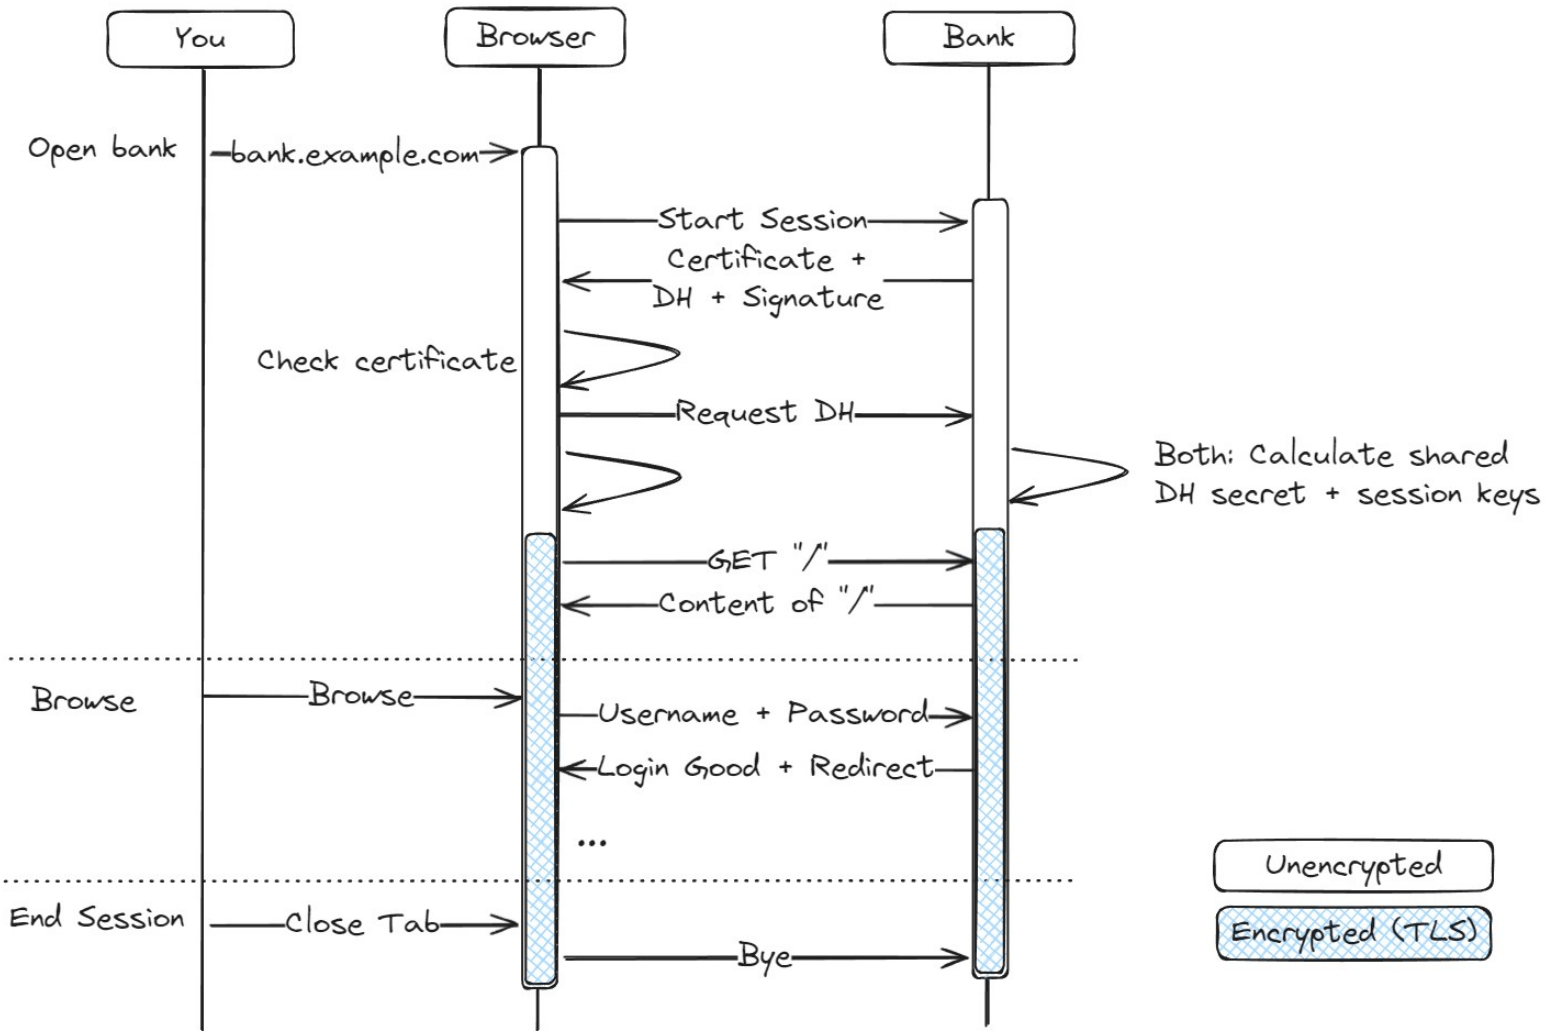 You
Browser
Bank
Open bank
bank.example.com
Start Session
Certificate +
DH + Signature
Check certificate
Request DH
Both: Calculate shared
DH secret + session keys
GET "/"
Content of "/"
Browse
Browse
Username + Password
Login Good + Redirect
...
Unencrypted
End Session
Close Tab
Encrypted (TLS)
Bye